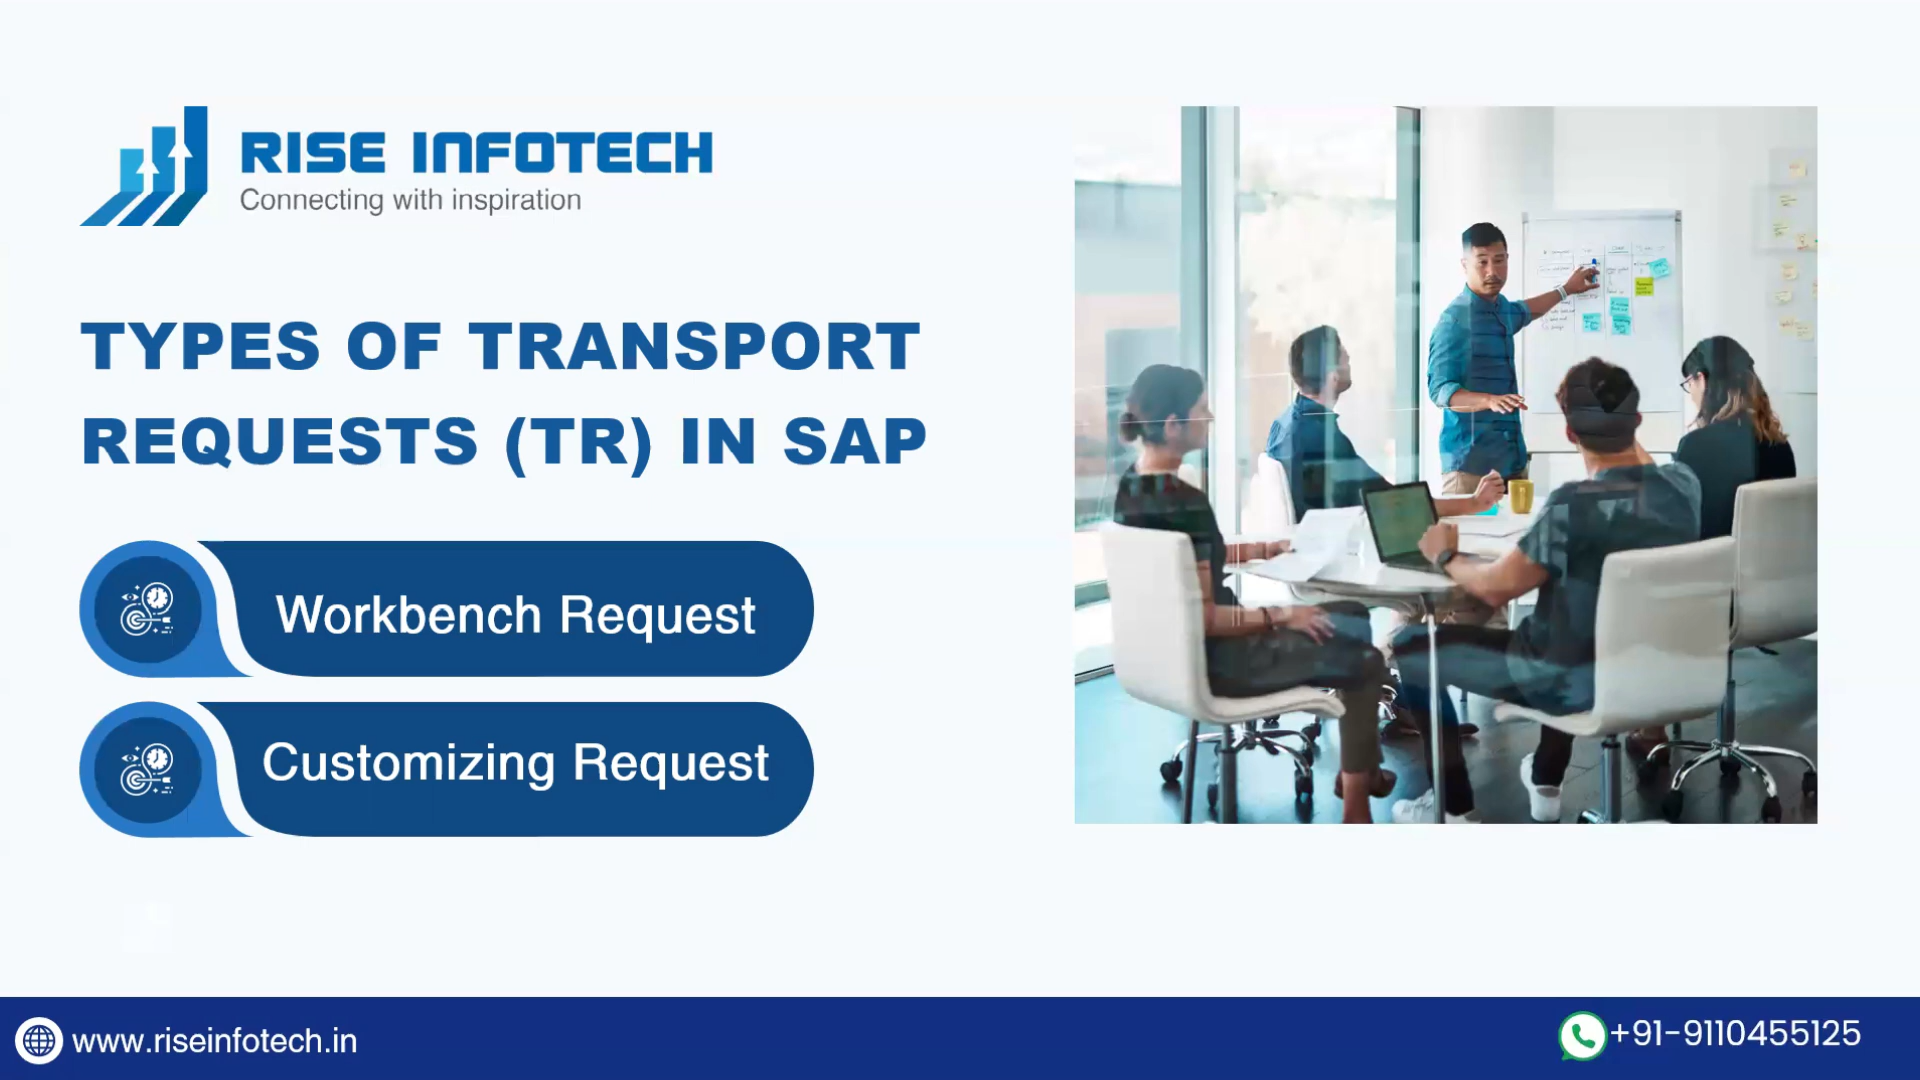 RISE INFOTECH
Connecting with inspiration
TYPES OF TRANSPORT
REQUESTS (TR) IN SAP
Workbench Request
Customizing Request
www.riseinfotech.in
+91-9110455125